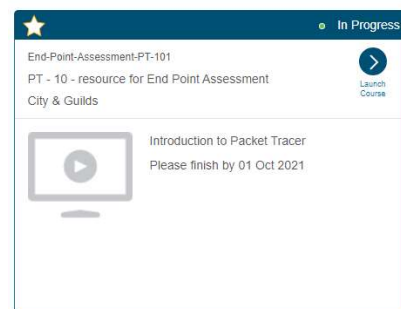 In Progress
End-Point-Assessment-PT-101
PT - 10 - resource for End Point Assessment
City & Guilds
Launch
Course
Introduction to Packet Tracer
Please finish by 01 Oct 2021